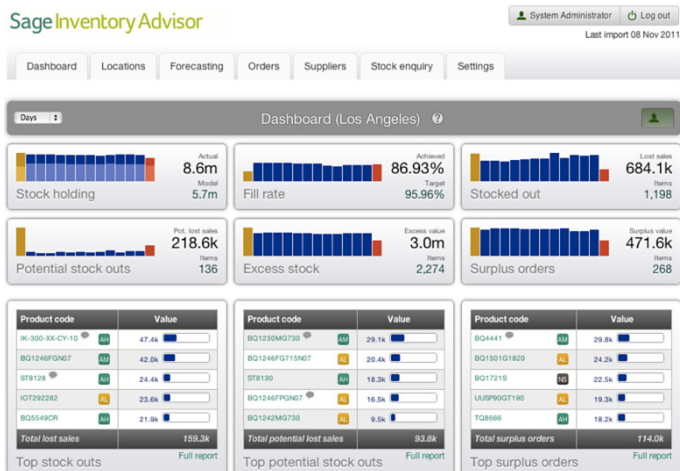 Sage Inventory Advisor
System Administrator
Log out
Last import 08 Nov 2011
Dashboard Locations Forecasting Orders Suppliers Stock enquiry Settings
Days
Dashboard (Los Angeles) ?
Actual
8.6m
Model
Stock holding 5.7m
Achieved
86.93%
Target
Fill rate 95.96%
Lost sales
684.1k
Items
Stocked out 1,198
Pot. lost sales
218.6k
Items
Potential stock outs 136
Excess value
3.0m
Items
Excess stock 2,274
Surplus value
471.6k
Items
Surplus orders 268
Product code Value
IK-300-XX-CY-1D AH 47.4k
BQ1246FGN07 AM 42.0k
ST8128 AH 24.4k
IOT292282 AL 23.6k
BQ5549CR AH 21.9k
Total lost sales 159.3k
Full report
Top stock outs
Product code Value
BQ1230MG730 AM 29.1k
BQ1246FG715N07 AL 20.4k
ST8130 AH 18.3k
BQ1246FPGN07 AL 16.5k
BQ1242MG730 AL 9.5k
Total potential lost sales 93.8k
Full report
Top potential stock outs
Product code Value
BQ4441 AM 29.8k
BQ1501G1820 AL 24.2k
BQ1721S NS 22.5k
UUSP90GT190 AL 19.3k
TQ8666 AH 18.2k
Total surplus orders 114.0k
Full report
Top surplus orders